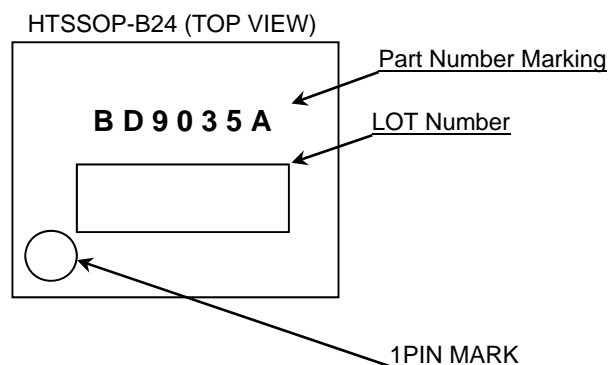 HTSSOP-B24 (TOP VIEW)
Part Number Marking
B D 9 0 3 5 A
LOT Number
1PIN MARK